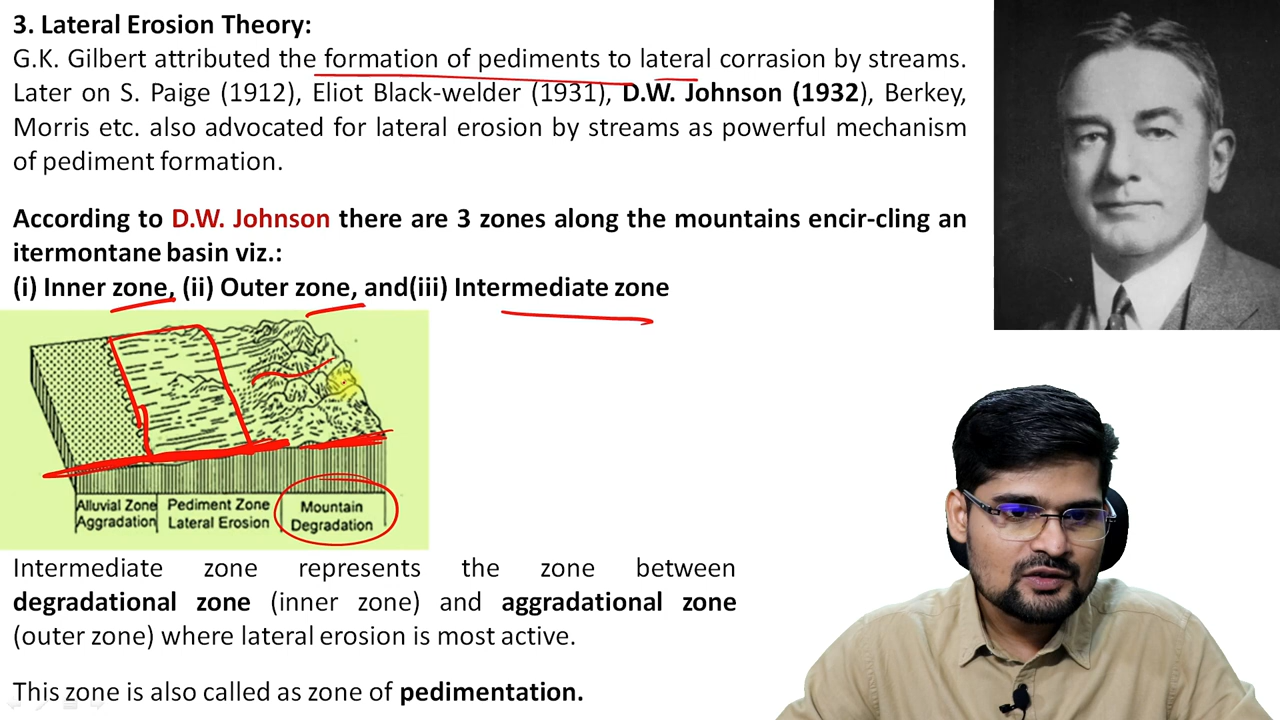 3. Lateral Erosion Theory:
G.K. Gilbert attributed the formation of pediments to lateral corrasion by streams.
Later on S. Paige (1912), Eliot Black-welder (1931), D.W. Johnson (1932), Berkey,
Morris etc. also advocated for lateral erosion by streams as powerful mechanism
of pediment formation.
According to D.W. Johnson there are 3 zones along the mountains encir-cling an
itermontane basin viz.:
(i) Inner zone, (ii) Outer zone, and(iii) Intermediate zone
Alluvial Zone
Aggradation
Pediment Zone
Lateral Erosion
Mountain
Degradation
Intermediate zone represents the zone between
degradational zone (inner zone) and aggradational zone
(outer zone) where lateral erosion is most active.
This zone is also called as zone of pedimentation.